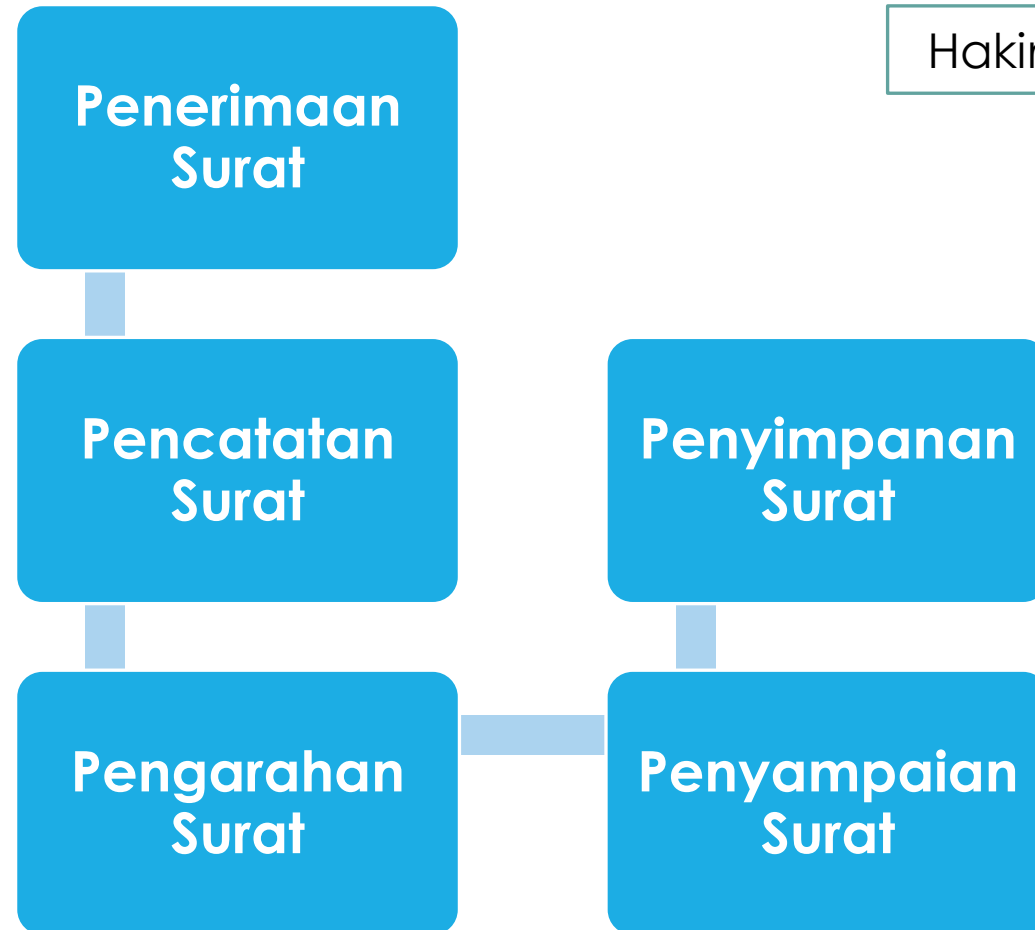 Penerimaan
Surat
Pencatatan
Surat
Pengarahan
Surat
Penyampaian
Surat
Penyimpanan
Surat